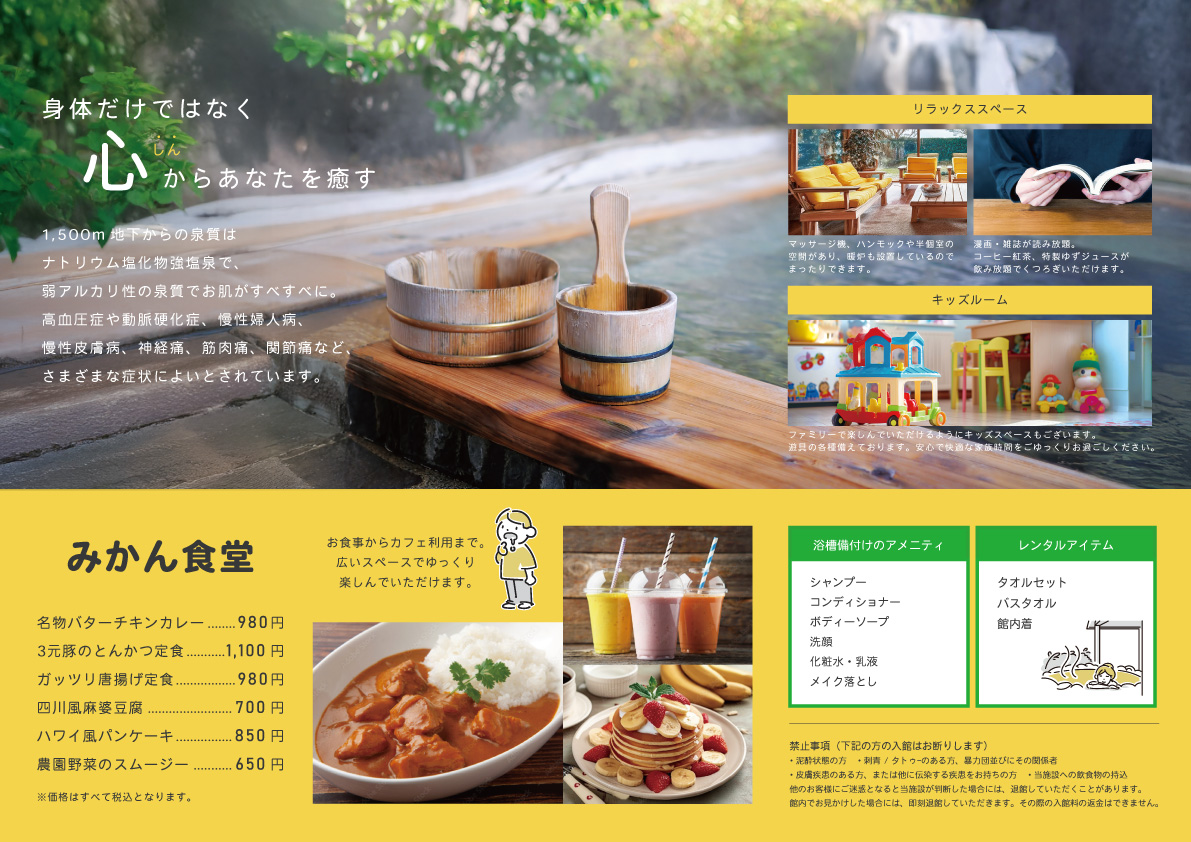 身体だけではなく
心
しん
からあなたを癒す
1,500m 地下からの泉質は
ナトリウム塩化物強塩泉で、
弱アルカリ性の泉質でお肌がすべすべに。
高血圧症や動脈硬化症、慢性婦人病、
慢性皮膚病、神経痛、筋肉痛、関節痛など、
さまざまな症状によいとされています。
リラックススペース
マッサージ機、ハンモックや半個室の
空間があり、暖炉も設置しているので
まったりできます。
漫画・雑誌が読み放題。
コーヒー紅茶、特製ゆずジュースが
飲み放題でくつろぎいただけます。
キッズルーム
ファミリーで楽しんでいただけるようにキッズスペースもございます。
遊具の各種備えております。安心で快適な家族時間をごゆっくりお過ごしください。
みかん食堂
名物バターチキンカレー........980円
3元豚のとんかつ定食...........1,100 円
ガッツリ唐揚げ定食.................980円
四川風麻婆豆腐 ........................ 700 円
ハワイ風パンケーキ................ 850 円
農園野菜のスムージー ........... 650 円
※価格はすべて税込となります。
お食事からカフェ利用まで。
広いスペースでゆっくり
楽しんでいただけます。
浴槽備付けのアメニティ
シャンプー
コンディショナー
ボディーソープ
洗顔
化粧水・乳液
メイク落とし
レンタルアイテム
タオルセット
バスタオル
館内着
禁止事項（下記の方の入館はお断りします）
・泥酔状態の方　・刺青 / タトゥｰのある方、暴力団並びにその関係者
・皮膚疾患のある方、または他に伝染する疾患をお持ちの方　・当施設への飲食物の持込
他のお客様にご迷惑となると当施設が判断した場合には、退館していただくことがあります。
館内でお見かけした場合には、即刻退館していただきます。その際の入館料の返金はできません。